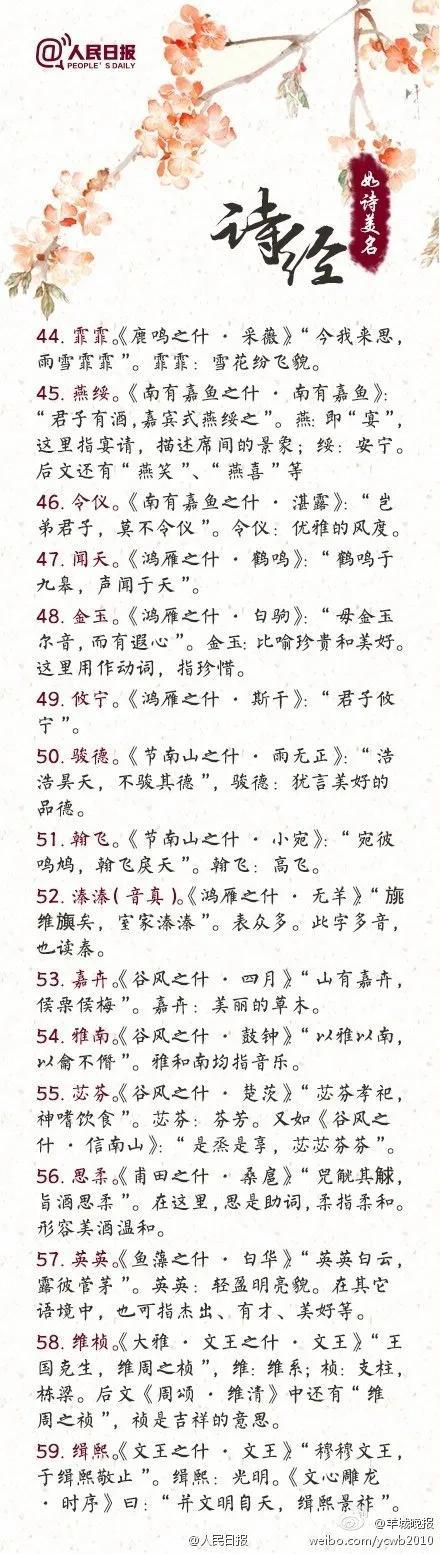 @人民日报
PEOPLE'S DAILY
诗经
如诗美名
44. 霏霏。《鹿鸣之什 · 采薇》“今我来思,
雨雪霏霏”。霏霏：雪花纷飞貌。
45. 燕绥。《南有嘉鱼之什 · 南有嘉鱼》：
“君子有酒,嘉宾式燕绥之”。燕：即“宴”,
这里指宴请，描述席间的景象；绥：安宁。
后文还有“燕笑”、“燕喜”等
46. 令仪。《南有嘉鱼之什 · 湛露》：“岂
弟君子，莫不令仪”。令仪：优雅的风度。
47. 闻天。《鸿雁之什 · 鹤鸣》：“鹤鸣于
九皋，声闻于天”。
48. 金玉。《鸿雁之什 · 白驹》：“毋金玉
尔音,而有遐心”。金玉：比喻珍贵和美好。
这里用作动词，指珍惜。
49. 攸宁。《鸿雁之什 · 斯干》：“君子攸
宁”。
50. 骏德。《节南山之什 · 雨无正》：“浩
浩昊天，不骏其德”，骏德：犹言美好的
品德。
51. 翰飞。《节南山之什 · 小宛》：“宛彼
鸣鸠，翰飞戾天”。翰飞：高飞。
52. 溱溱(音真)。《鸿雁之什 · 无羊》“旐
维旟矣，室家溱溱”。表众多。此字多音，
也读秦。
53. 嘉卉。《谷风之什 · 四月》“山有嘉卉，
侯栗侯梅”。嘉卉：美丽的草木。
54. 雅南。《谷风之什 · 鼓钟》“以雅以南，
以龠不僭”。雅和南均指音乐。
55. 苾芬。《谷风之什 · 楚茨》“苾芬孝祀，
神嗜饮食”。苾芬：芬芳。又如《谷风之
什 · 信南山》：“是烝是享，苾苾芬芬”。
56. 思柔。《甫田之什 · 桑扈》“兕觥其觩，
旨酒思柔”。在这里,思是助词,柔指柔和。
形容美酒温和。
57. 英英。《鱼藻之什 · 白华》“英英白云，
露彼菅茅”。英英：轻盈明亮貌。在其它
语境中，也可指杰出、有才、美好等。
58. 维桢。《大雅 · 文王之什 · 文王》“王
国克生，维周之桢”，维：维系；桢：支柱，
栋梁。后文《周颂 · 维清》中还有“维
周之祯”，祯是吉祥的意思。
59. 缉熙。《文王之什 · 文王》“穆穆文王，
于缉熙敬止”。缉熙：光明。《文心雕龙
· 时序》曰：“并文明自天，缉熙景祚”。
@人民日报
@羊城晚报
weibo.com/ycwb2010